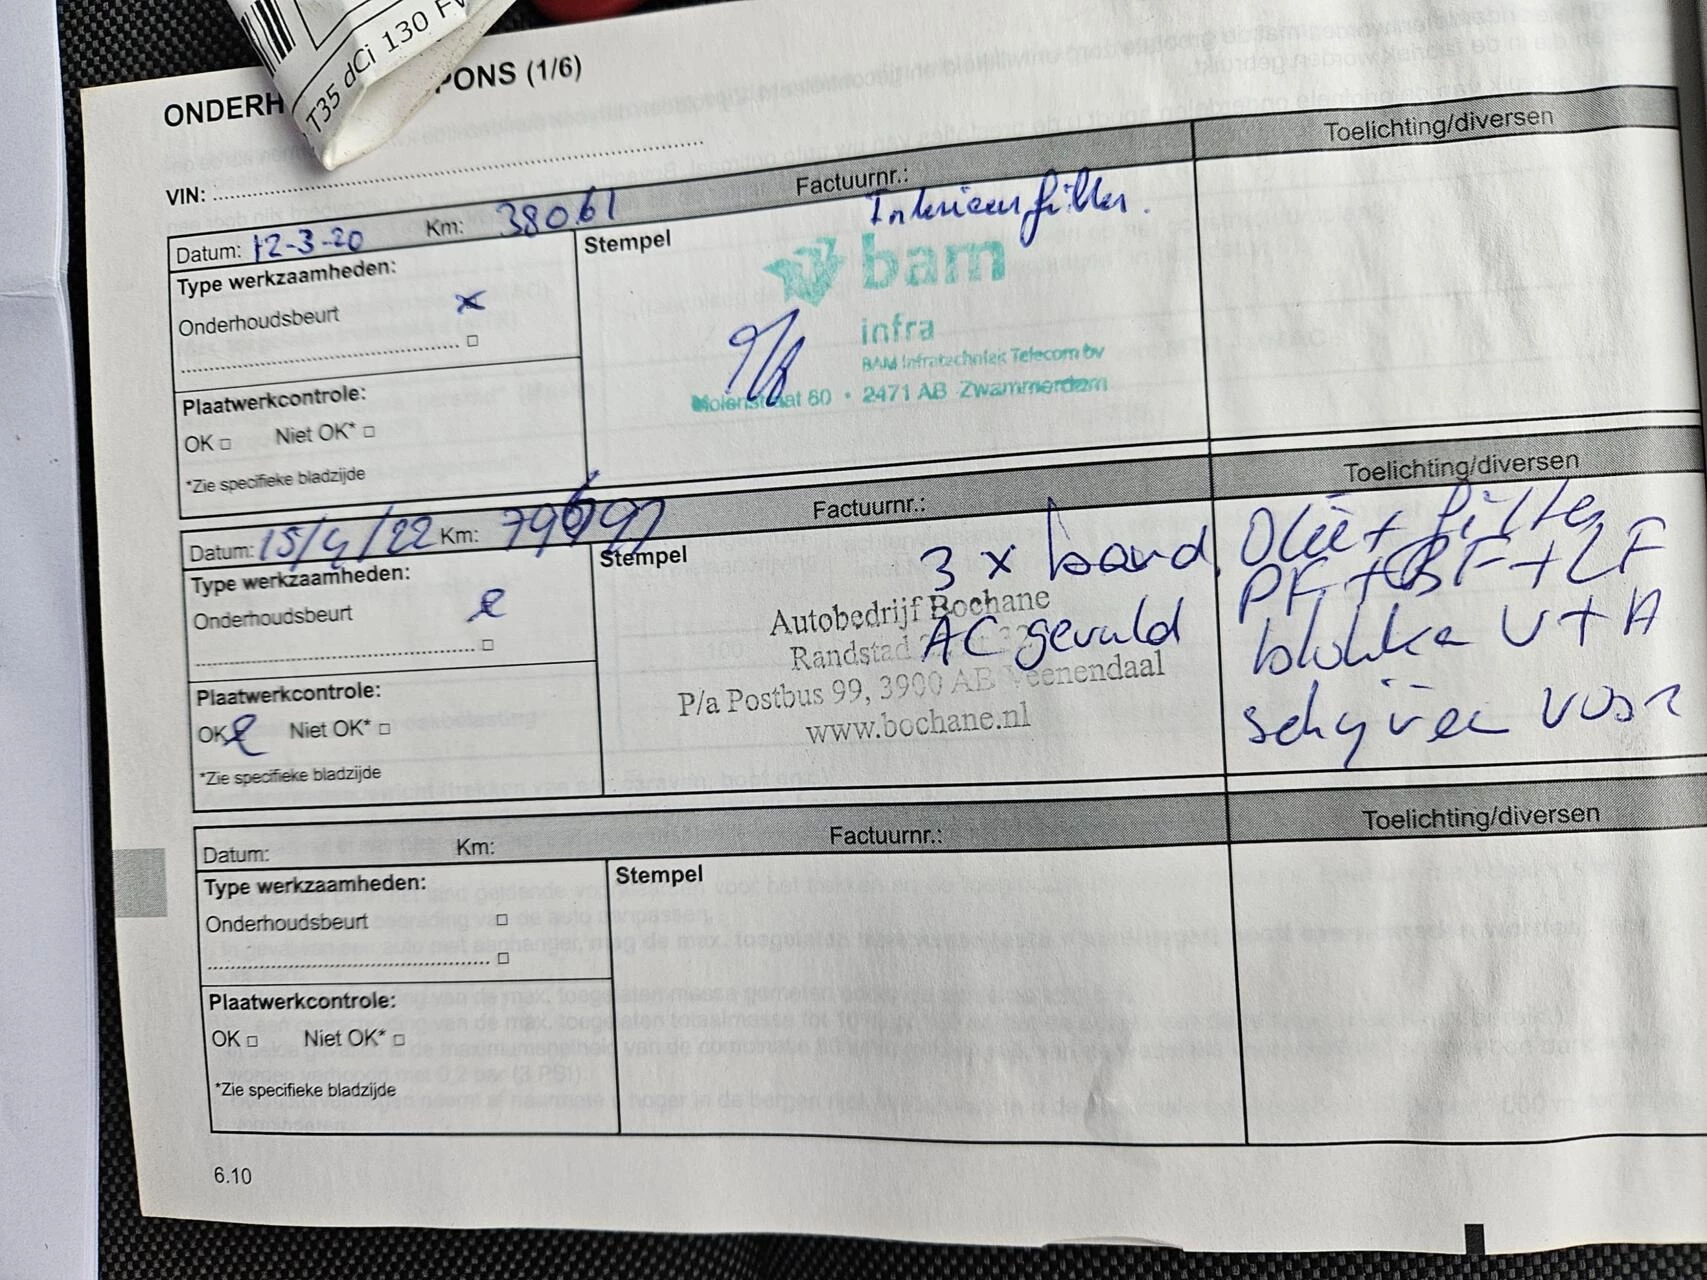 T35 dCi 130 F
ONDERH PONS (1/6)
VIN:
Datum: 12-3-20 Km: 38061 Factuurnr.: Toelichting/diversen
Type werkzaamheden:
Onderhoudsbeurt x
Plaatwerkcontrole:
OK □ Niet OK* □
*Zie specifieke bladzijde
Stempel
Interieurfilter.
bam
infra
BAM Infratechniek Telecom bv
Molenstraat 60 • 2471 AB Zwammerdam
Datum: 15/4/22 Km: Factuurnr.: Toelichting/diversen
Type werkzaamheden:
Onderhoudsbeurt
Plaatwerkcontrole:
OK Niet OK* □
*Zie specifieke bladzijde
Stempel
3 x band
Autobedrijf Bochane
AC gevuld
Randstad
P/a Postbus 99, 3900 AB Veenendaal
www.bochane.nl
Olie + filter
PF + BF + LF
blokken V + A
schijven voor
Datum: Km: Factuurnr.: Toelichting/diversen
Type werkzaamheden:
Onderhoudsbeurt □
Plaatwerkcontrole:
OK □ Niet OK* □
*Zie specifieke bladzijde
Stempel
6.10